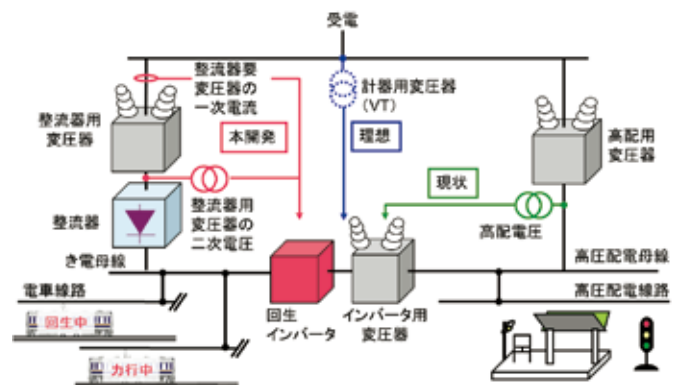 受電
整流器要
変圧器の
一次電流
計器用変圧器
(VT)
整流器用
変圧器
高配用
変圧器
本開発
理想
現状
整流器
整流器用
変圧器の
二次電圧
高配電圧
き電母線
高圧配電母線
電車線路
回生
インバータ
インバータ用
変圧器
高圧配電線路
回生中
力行中